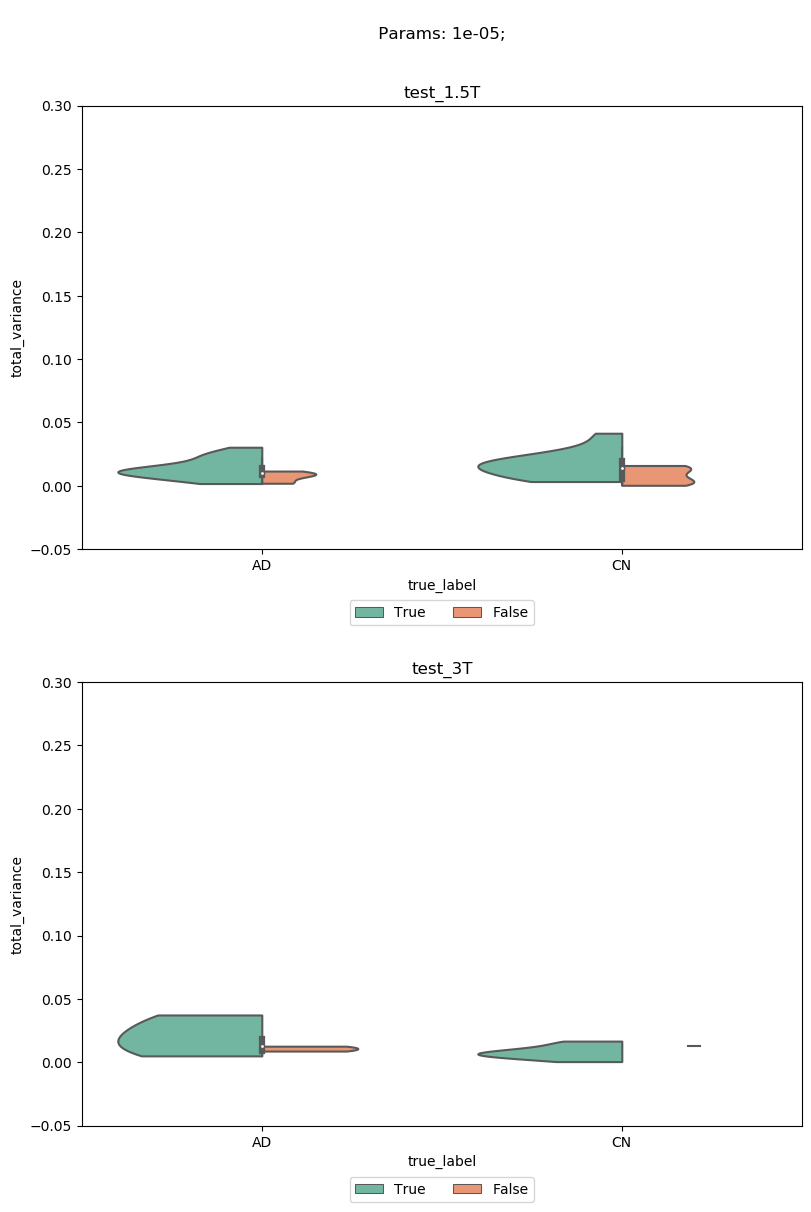 Params: 1e-05;
test_1.5T
0.30
0.25
0.20
0.15
0.10
0.05
0.00
−0.05
total_variance
AD CN
true_label
True False
test_3T
0.30
0.25
0.20
0.15
0.10
0.05
0.00
−0.05
total_variance
AD CN
true_label
True False